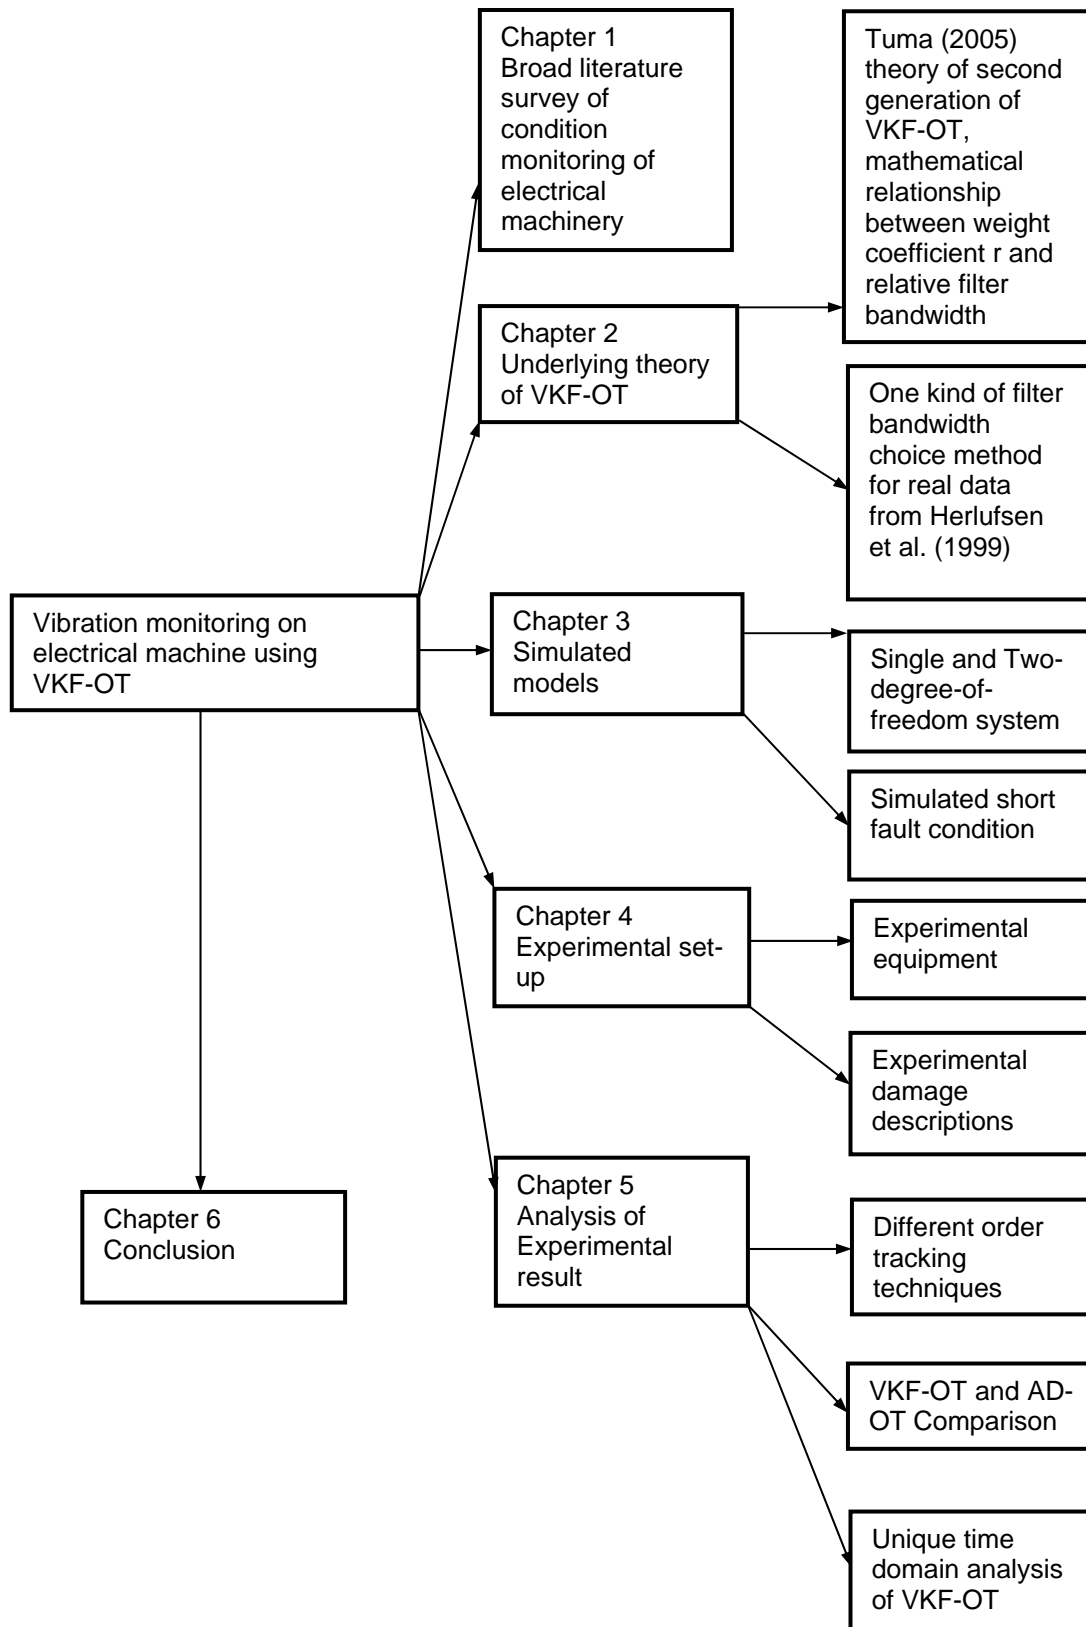 Chapter 1
Broad literature
survey of
condition
monitoring of
electrical
machinery
Tuma (2005)
theory of second
generation of
VKF-OT,
mathematical
relationship
between weight
coefficient r and
relative filter
bandwidth
Chapter 2
Underlying theory
of VKF-OT
One kind of filter
bandwidth
choice method
for real data
from Herlufsen
et al. (1999)
Vibration monitoring on
electrical machine using
VKF-OT
Chapter 3
Simulated
models
Single and Two-
degree-of-
freedom system
Simulated short
fault condition
Chapter 4
Experimental set-
up
Experimental
equipment
Experimental
damage
descriptions
Chapter 5
Analysis of
Experimental
result
Chapter 6
Conclusion
Different order
tracking
techniques
VKF-OT and AD-
OT Comparison
Unique time
domain analysis
of VKF-OT